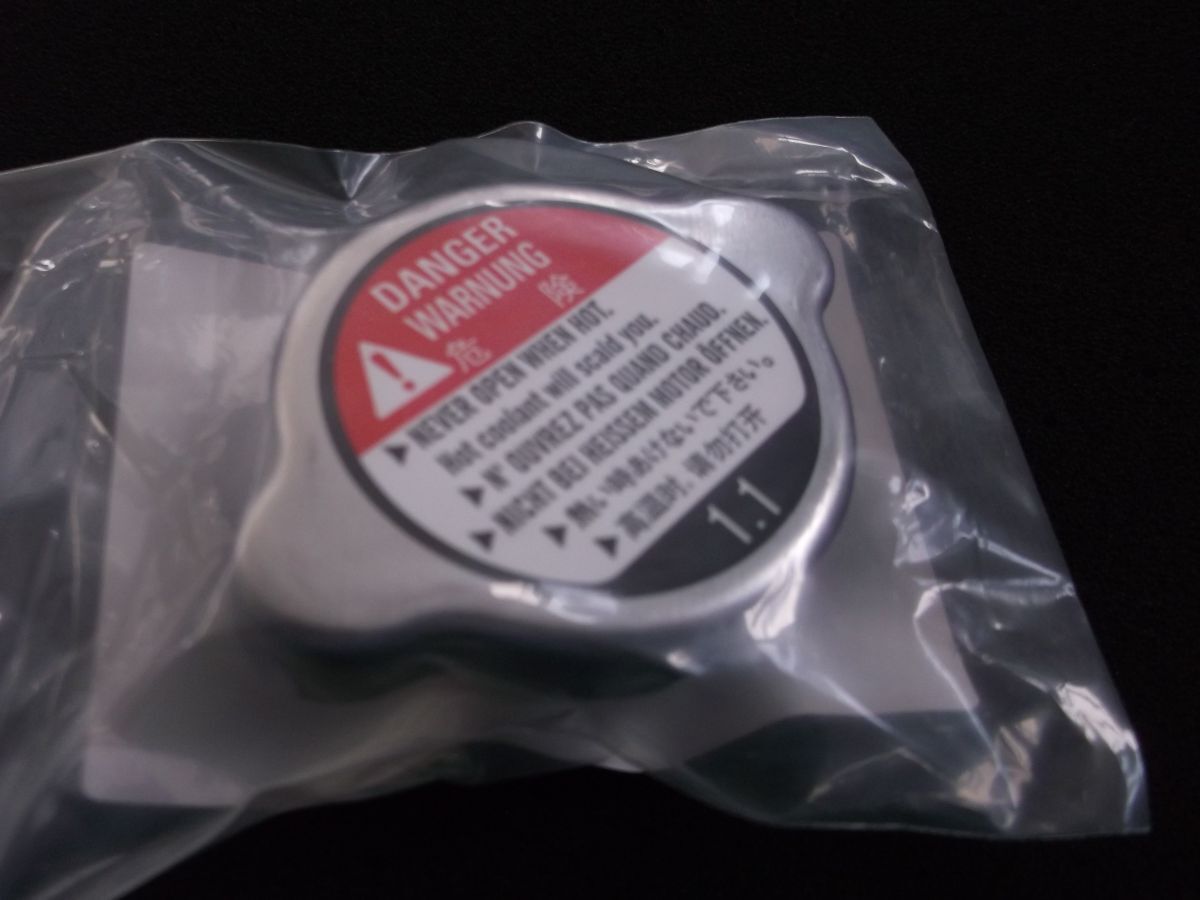 DANGER
WARNUNG
危 険
NEVER OPEN WHEN HOT.
Hot coolant will scald you.
N' OUVREZ PAS QUAND CHAUD.
NICHT BEI HEISSEN MOTOR ÖFFNEN.
熱い時あけないで下さい。
高温时,请勿打开
1.1